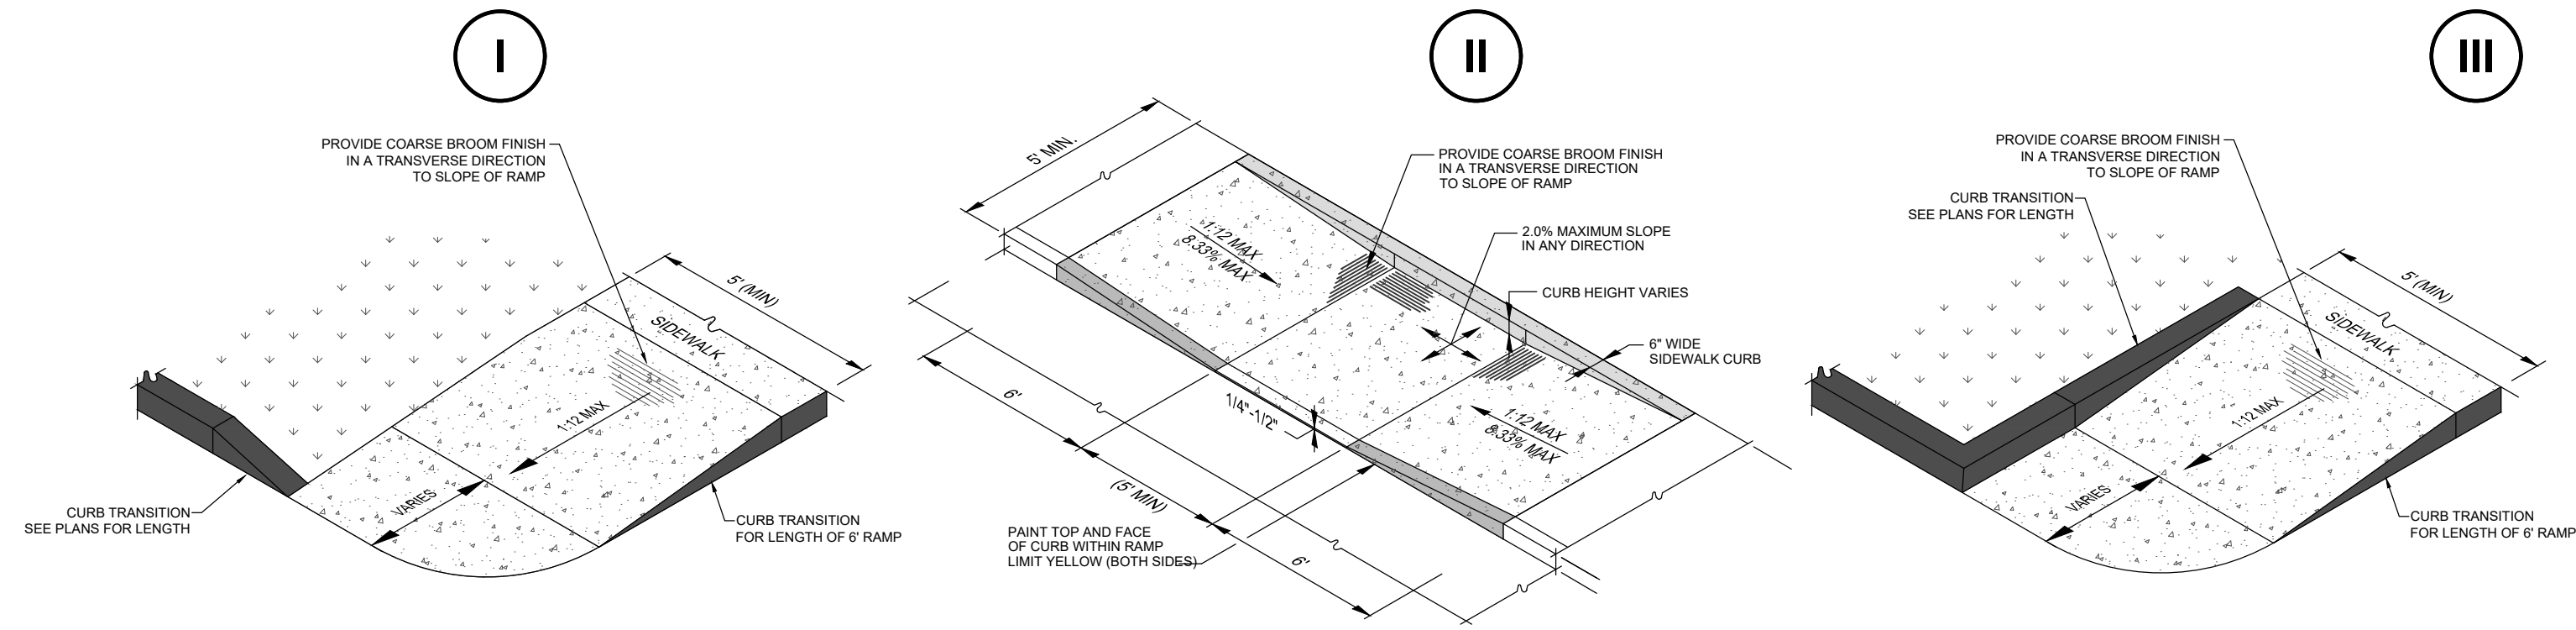 I
PROVIDE COARSE BROOM FINISH
IN A TRANSVERSE DIRECTION
TO SLOPE OF RAMP
5' (MIN)
SIDEWALK
1:12 MAX
VARIES
CURB TRANSITION
SEE PLANS FOR LENGTH
CURB TRANSITION
FOR LENGTH OF 6' RAMP
II
5' MIN.
PROVIDE COARSE BROOM FINISH
IN A TRANSVERSE DIRECTION
TO SLOPE OF RAMP
1:12 MAX
8.33% MAX
2.0% MAXIMUM SLOPE
IN ANY DIRECTION
CURB HEIGHT VARIES
6" WIDE
SIDEWALK CURB
6'
1/4"-1/2"
1:12 MAX
8.33% MAX
(5' MIN)
PAINT TOP AND FACE
OF CURB WITHIN RAMP
LIMIT YELLOW (BOTH SIDES)
6'
III
PROVIDE COARSE BROOM FINISH
IN A TRANSVERSE DIRECTION
TO SLOPE OF RAMP
CURB TRANSITION
SEE PLANS FOR LENGTH
5' (MIN)
SIDEWALK
1:12 MAX
VARIES
CURB TRANSITION
FOR LENGTH OF 6' RAMP